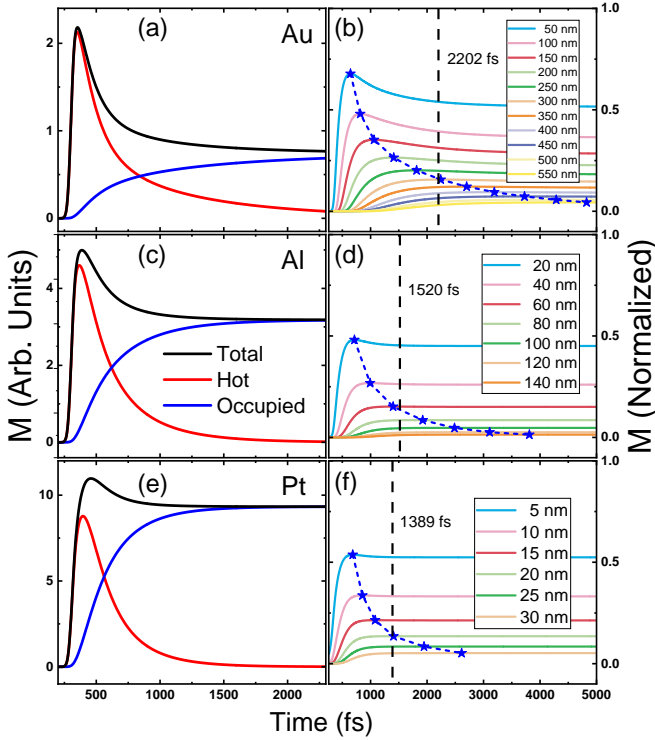 (a)
Au
(b)
2202 fs
50 nm
100 nm
150 nm
200 nm
250 nm
300 nm
350 nm
400 nm
450 nm
500 nm
550 nm
2
1
0
1.0
0.5
0.0
(c)
Al
(d)
1520 fs
20 nm
40 nm
60 nm
80 nm
100 nm
120 nm
140 nm
Total
Hot
Occupied
4
2
0
1.0
0.5
0.0
(e)
Pt
(f)
1389 fs
5 nm
10 nm
15 nm
20 nm
25 nm
30 nm
10
5
0
1.0
0.5
0.0
500 1000 1500 2000
1000 2000 3000 4000 5000
M (Arb. Units)
M (Normalized)
Time (fs)